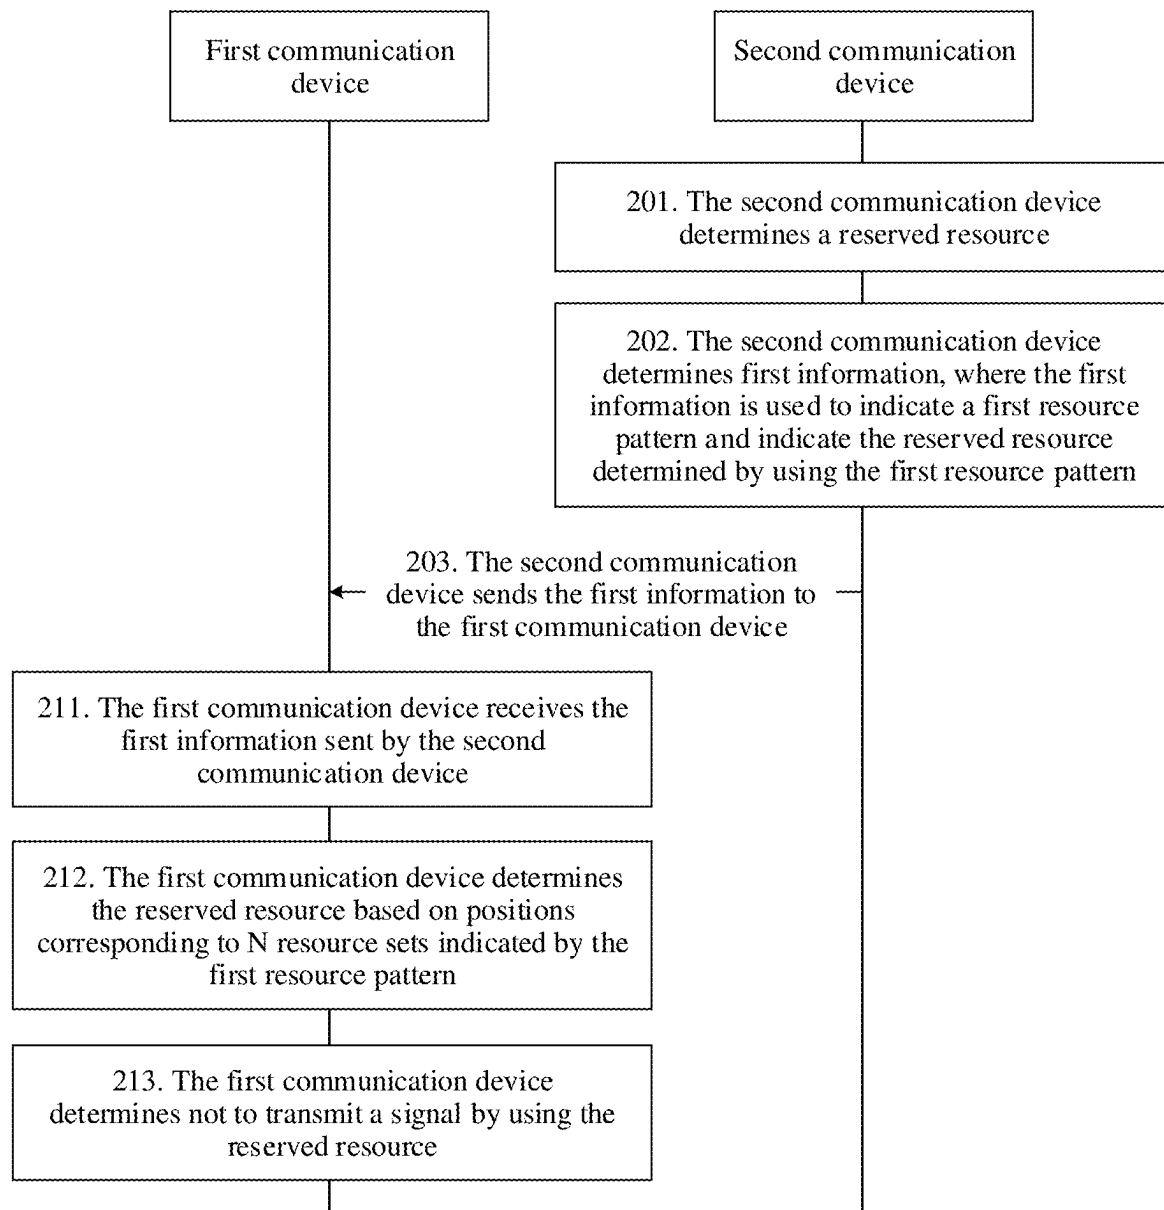 First communication
device
Second communication
device
201. The second communication device
determines a reserved resource
202. The second communication device
determines first information, where the first
information is used to indicate a first resource
pattern and indicate the reserved resource
determined by using the first resource pattern
203. The second communication
device sends the first information to
the first communication device
211. The first communication device receives the
first information sent by the second
communication device
212. The first communication device determines
the reserved resource based on positions
corresponding to N resource sets indicated by the
first resource pattern
213. The first communication device
determines not to transmit a signal by using the
reserved resource